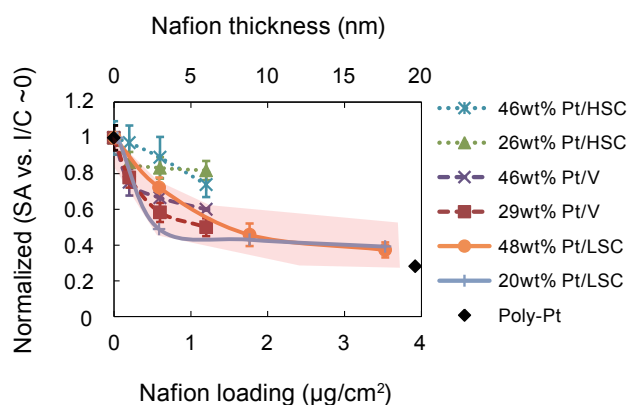 Nafion thickness (nm)
0 5 10 15 20
Normalized (SA vs. I/C ~0)
1.2
1
0.8
0.6
0.4
0.2
0
0 1 2 3 4
Nafion loading (μg/cm²)
46wt% Pt/HSC
26wt% Pt/HSC
46wt% Pt/V
29wt% Pt/V
48wt% Pt/LSC
20wt% Pt/LSC
Poly-Pt